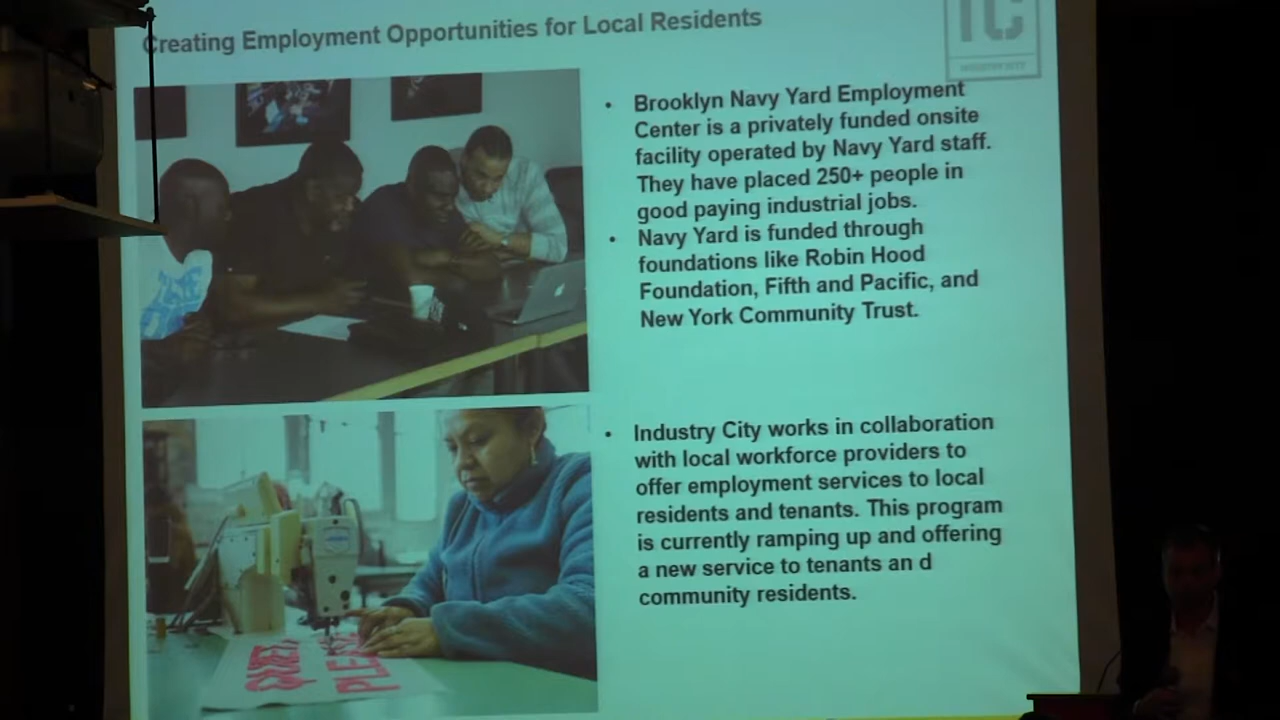 Creating Employment Opportunities for Local Residents
IC
INDUSTRY CITY
• Brooklyn Navy Yard Employment
Center is a privately funded onsite
facility operated by Navy Yard staff.
They have placed 250+ people in
good paying industrial jobs.
• Navy Yard is funded through
foundations like Robin Hood
Foundation, Fifth and Pacific, and
New York Community Trust.
• Industry City works in collaboration
with local workforce providers to
offer employment services to local
residents and tenants. This program
is currently ramping up and offering
a new service to tenants an d
community residents.
QUIET
PLEA